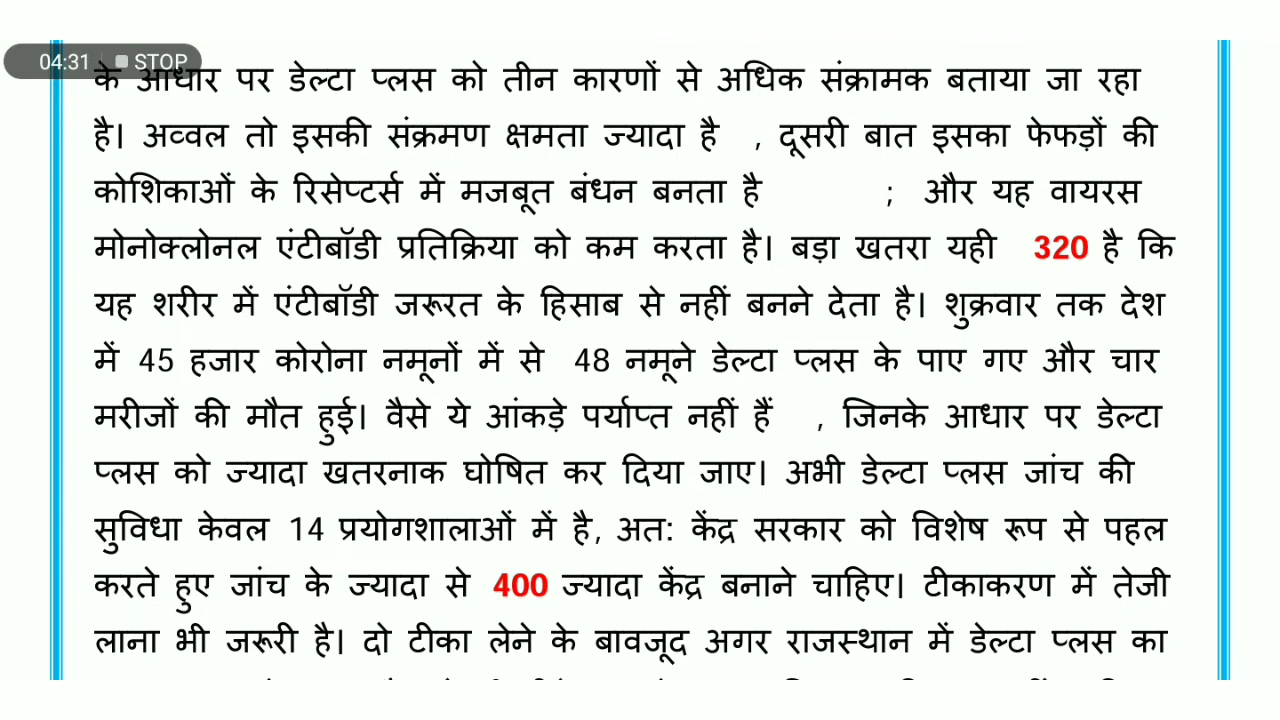 04:31 STOP
के आधार पर डेल्टा प्लस को तीन कारणों से अधिक संक्रामक बताया जा रहा
है। अव्वल तो इसकी संक्रमण क्षमता ज्यादा है , दूसरी बात इसका फेफड़ों की
कोशिकाओं के रिसेप्टर्स में मजबूत बंधन बनता है ; और यह वायरस
मोनोक्लोनल एंटीबॉडी प्रतिक्रिया को कम करता है। बड़ा खतरा यही 320 है कि
यह शरीर में एंटीबॉडी जरूरत के हिसाब से नहीं बनने देता है। शुक्रवार तक देश
में 45 हजार कोरोना नमूनों में से 48 नमूने डेल्टा प्लस के पाए गए और चार
मरीजों की मौत हुई। वैसे ये आंकड़े पर्याप्त नहीं हैं , जिनके आधार पर डेल्टा
प्लस को ज्यादा खतरनाक घोषित कर दिया जाए। अभी डेल्टा प्लस जांच की
सुविधा केवल 14 प्रयोगशालाओं में है, अत: केंद्र सरकार को विशेष रूप से पहल
करते हुए जांच के ज्यादा से 400 ज्यादा केंद्र बनाने चाहिए। टीकाकरण में तेजी
लाना भी जरूरी है। दो टीका लेने के बावजूद अगर राजस्थान में डेल्टा प्लस का